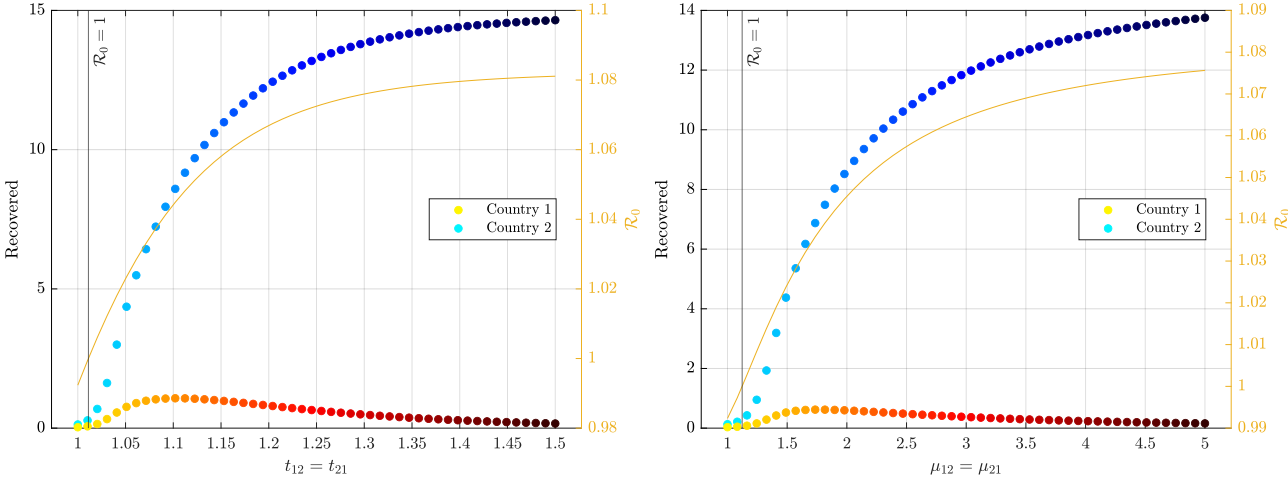 15
10
5
0
Recovered
ℛ₀ = 1
1.1
1.08
1.06
1.04
1.02
1
0.98
ℛ₀
Country 1
Country 2
1 1.05 1.1 1.15 1.2 1.25 1.3 1.35 1.4 1.45 1.5
t₁₂ = t₂₁
14
12
10
8
6
4
2
0
Recovered
ℛ₀ = 1
1.09
1.08
1.07
1.06
1.05
1.04
1.03
1.02
1.01
1
0.99
ℛ₀
Country 1
Country 2
1 1.5 2 2.5 3 3.5 4 4.5 5
μ₁₂ = μ₂₁